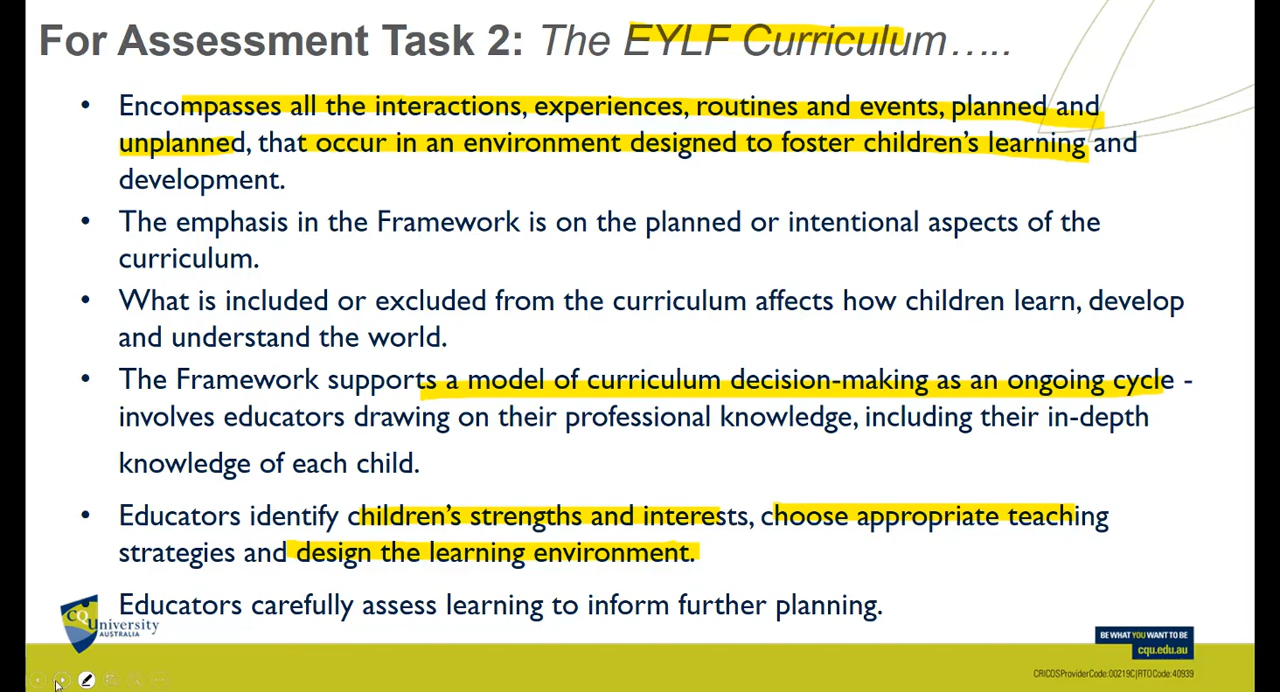 For Assessment Task 2: The EYLF Curriculum…..
• Encompasses all the interactions, experiences, routines and events, planned and
unplanned, that occur in an environment designed to foster children's learning and
development.
• The emphasis in the Framework is on the planned or intentional aspects of the
curriculum.
• What is included or excluded from the curriculum affects how children learn, develop
and understand the world.
• The Framework supports a model of curriculum decision-making as an ongoing cycle -
involves educators drawing on their professional knowledge, including their in-depth
knowledge of each child.
• Educators identify children's strengths and interests, choose appropriate teaching
strategies and design the learning environment.
Educators carefully assess learning to inform further planning.
CQ
University
AUSTRALIA
BE WHAT YOU WANT TO BE
cqu.edu.au
CRICOSProviderCode:00219C|RTOCode:40939